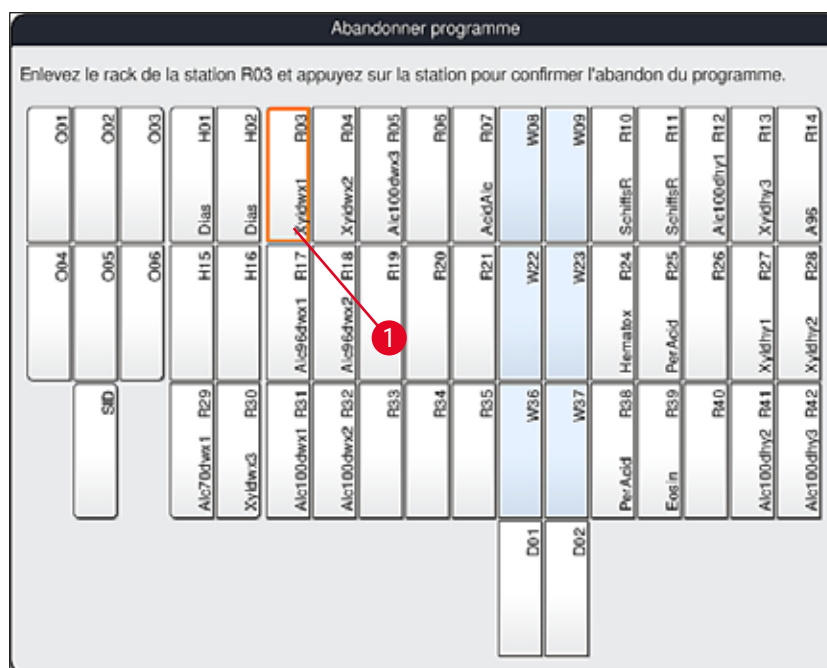 Abandonner programme
Enlevez le rack de la station R03 et appuyez sur la station pour confirmer l'abandon du programme.
O01
O02
O03
Dias H01
Dias H02
Xyldwx1 R03
Xyldwx2 R04
Alc100dwx3 R05
R06
AcidAlc R07
W08
W09
SchiffsR R10
SchiffsR R11
Alc100dhy1 R12
Xyldhy3 R13
A96 R14
O04
O05
O06
H15
H16
Alc96dwx1 R17
Alc96dwx2 R18
R19
R20
R21
W22
W23
Hematox R24
PerAcid R25
R26
Xyldhy1 R27
Xyldhy2 R28
1
SID
Alc70dwx1 R29
Xyldwx3 R30
Alc100dwx1 R31
Alc100dwx2 R32
R33
R34
R35
W36
W37
PerAcid R38
Eosin R39
R40
Alc100dhy2 R41
Alc100dhy3 R42
D01
D02